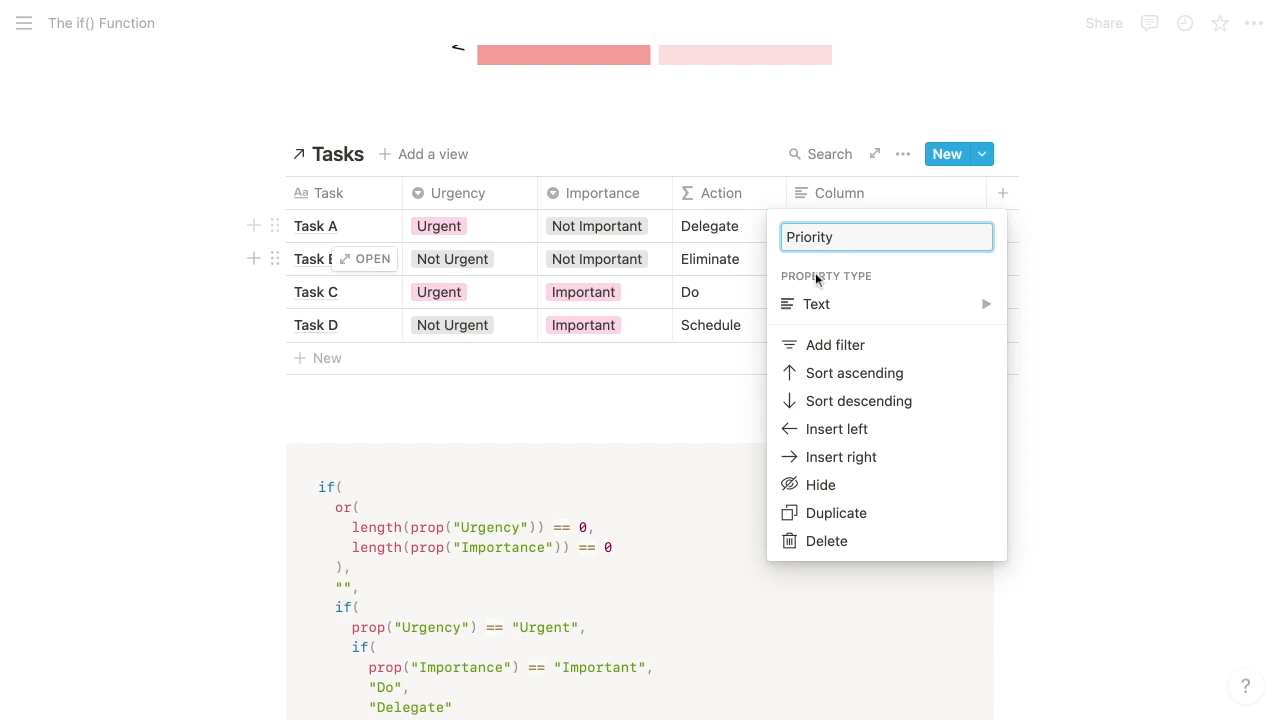 The if() Function
Share
Tasks
Add a view
Search
New
Aa Task
Urgency
Importance
Σ Action
Column
Task A
Urgent
Not Important
Delegate
Task
OPEN
Not Urgent
Not Important
Eliminate
Task C
Urgent
Important
Do
Task D
Not Urgent
Important
Schedule
New
Priority
PROPERTY TYPE
Text
Add filter
Sort ascending
Sort descending
Insert left
Insert right
Hide
Duplicate
Delete
if(
or(
length(prop("Urgency")) == 0,
length(prop("Importance")) == 0
),
"",
if(
prop("Urgency") == "Urgent",
if(
prop("Importance") == "Important",
"Do",
"Delegate"
?